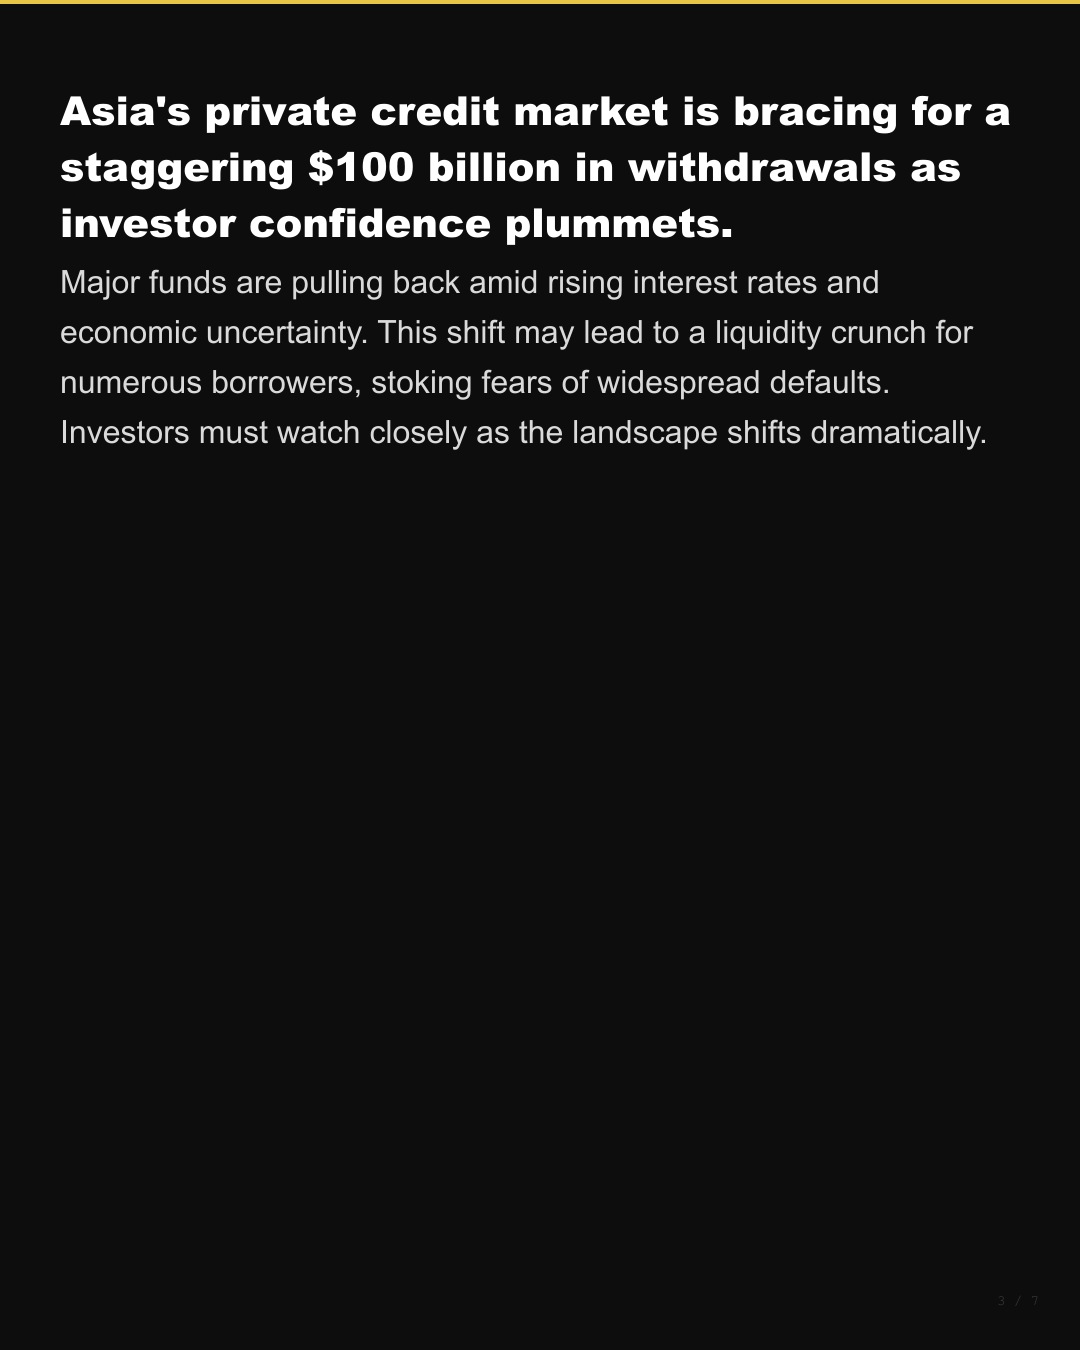 Asia's private credit market is bracing for a
staggering $100 billion in withdrawals as
investor confidence plummets.
Major funds are pulling back amid rising interest rates and
economic uncertainty. This shift may lead to a liquidity crunch for
numerous borrowers, stoking fears of widespread defaults.
Investors must watch closely as the landscape shifts dramatically.
3 / 7